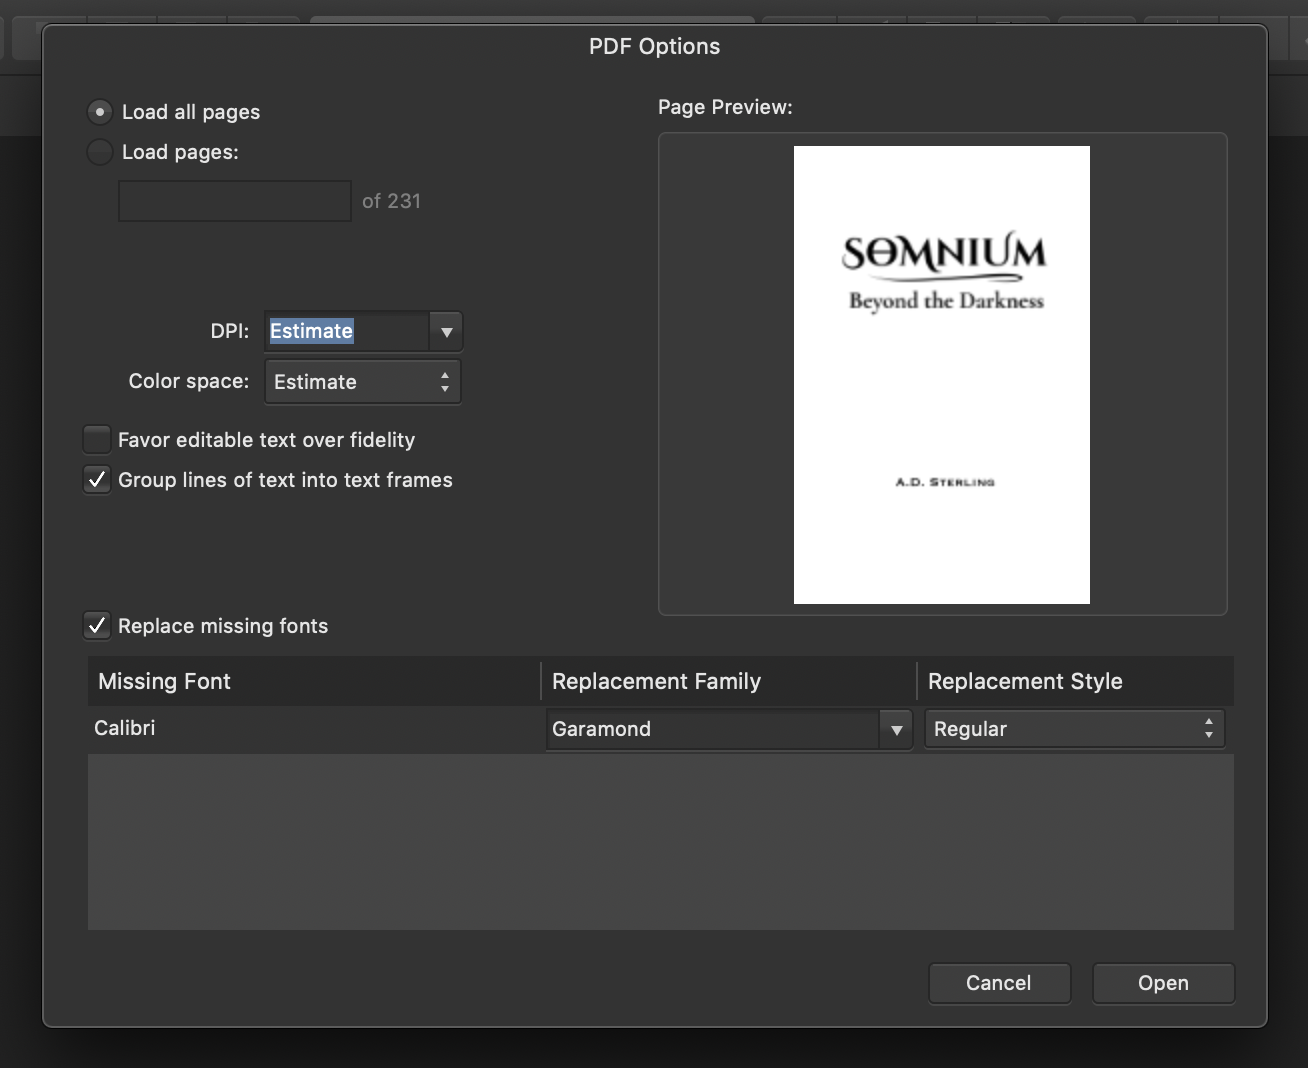 PDF Options
Load all pages
Load pages:
of 231
DPI: Estimate
Color space: Estimate
Favor editable text over fidelity
Group lines of text into text frames
Page Preview:
SOMNIUM
Beyond the Darkness
A.D. STERLING
Replace missing fonts
Missing Font Replacement Family Replacement Style
Calibri Garamond Regular
Cancel Open